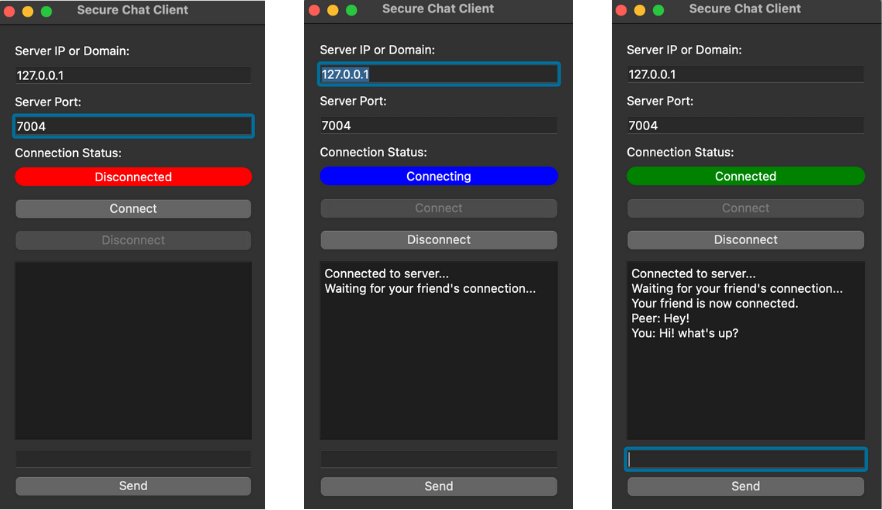 Secure Chat Client
Server IP or Domain:
127.0.0.1
Server Port:
7004
Connection Status:
Disconnected
Connect
Disconnect
Send
Secure Chat Client
Server IP or Domain:
127.0.0.1
Server Port:
7004
Connection Status:
Connecting
Connect
Disconnect
Connected to server...
Waiting for your friend's connection...
Send
Secure Chat Client
Server IP or Domain:
127.0.0.1
Server Port:
7004
Connection Status:
Connected
Connect
Disconnect
Connected to server...
Waiting for your friend's connection...
Your friend is now connected.
Peer: Hey!
You: Hi! what's up?
Send